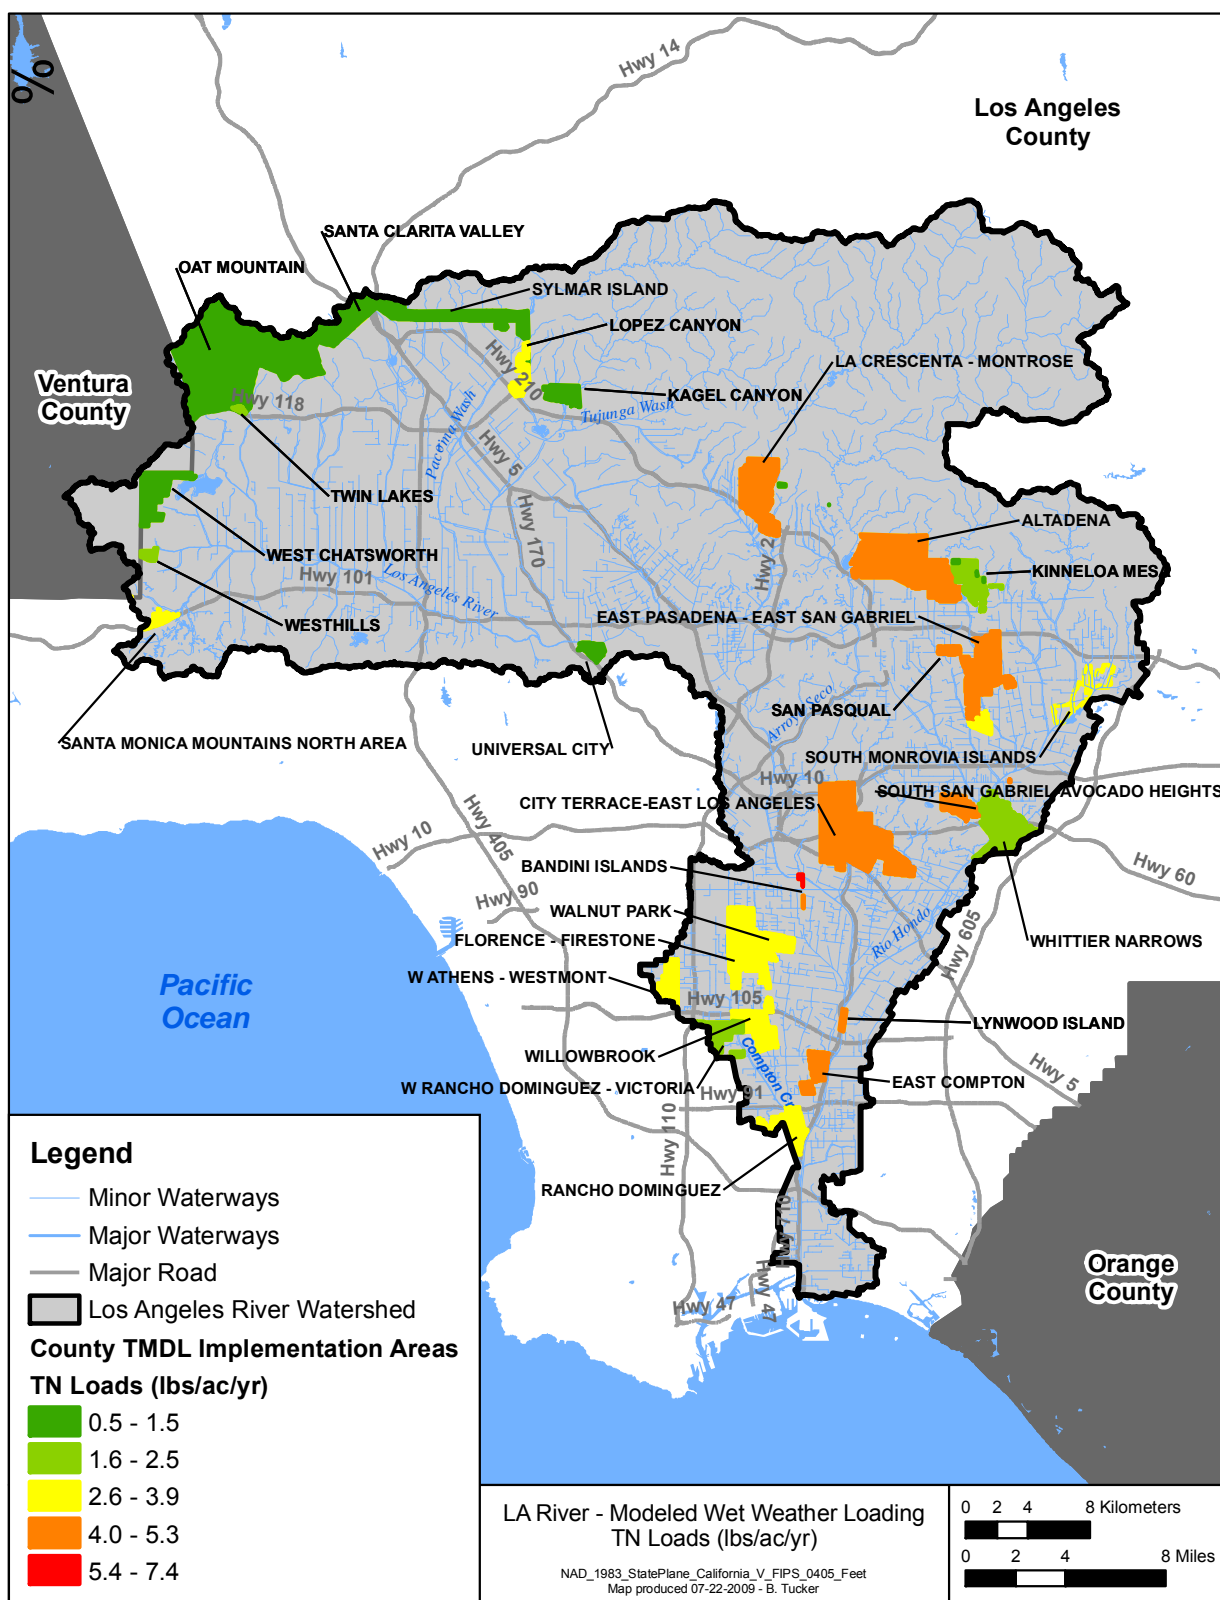 %
Hwy 14
Los Angeles
County
SANTA CLARITA VALLEY
OAT MOUNTAIN
SYLMAR ISLAND
LOPEZ CANYON
LA CRESCENTA - MONTROSE
Ventura
County
Hwy 210
KAGEL CANYON
Hwy 118
Tujunga Wash
Pacoima Wash
Hwy 5
TWIN LAKES
Hwy 170
ALTADENA
WEST CHATSWORTH
Hwy 2
KINNELOA MESA
Hwy 101
Los Angeles River
EAST PASADENA - EAST SAN GABRIEL
WESTHILLS
SAN PASQUAL
Arroyo Seco
SANTA MONICA MOUNTAINS NORTH AREA
UNIVERSAL CITY
SOUTH MONROVIA ISLANDS
Hwy 10
SOUTH SAN GABRIEL
AVOCADO HEIGHTS
CITY TERRACE-EAST LOS ANGELES
Hwy 405
Hwy 10
BANDINI ISLANDS
Hwy 60
Hwy 90
WALNUT PARK
Rio Hondo
Hwy 605
FLORENCE - FIRESTONE
WHITTIER NARROWS
W ATHENS - WESTMONT
Pacific
Ocean
Hwy 105
LYNWOOD ISLAND
WILLOWBROOK
Compton Cr
Hwy 5
EAST COMPTON
W RANCHO DOMINGUEZ - VICTORIA
Hwy 91
Hwy 110
RANCHO DOMINGUEZ
Hwy 710
Orange
County
Hwy 47
Hwy 47
Legend
Minor Waterways
Major Waterways
Major Road
Los Angeles River Watershed
County TMDL Implementation Areas
TN Loads (lbs/ac/yr)
0.5 - 1.5
1.6 - 2.5
2.6 - 3.9
4.0 - 5.3
5.4 - 7.4
LA River - Modeled Wet Weather Loading
TN Loads (lbs/ac/yr)
NAD_1983_StatePlane_California_V_FIPS_0405_Feet
Map produced 07-22-2009 - B. Tucker
0 2 4 8 Kilometers
0 2 4 8 Miles